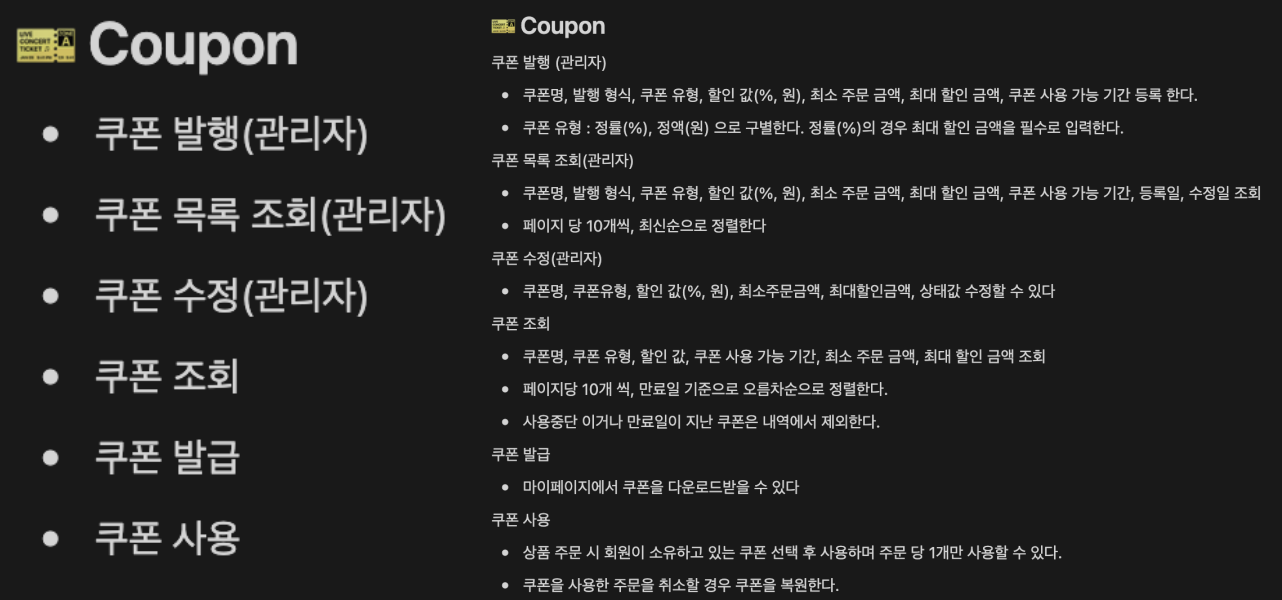 Coupon
쿠폰 발행(관리자)
쿠폰 목록 조회(관리자)
쿠폰 수정(관리자)
쿠폰 조회
쿠폰 발급
쿠폰 사용
Coupon
쿠폰 발행 (관리자)
쿠폰명, 발행 형식, 쿠폰 유형, 할인 값(%, 원), 최소 주문 금액, 최대 할인 금액, 쿠폰 사용 가능 기간 등록 한다.
쿠폰 유형 : 정률(%), 정액(원) 으로 구별한다. 정률(%)의 경우 최대 할인 금액을 필수로 입력한다.
쿠폰 목록 조회(관리자)
쿠폰명, 발행 형식, 쿠폰 유형, 할인 값(%, 원), 최소 주문 금액, 최대 할인 금액, 쿠폰 사용 가능 기간, 등록일, 수정일 조회
페이지 당 10개씩, 최신순으로 정렬한다
쿠폰 수정(관리자)
쿠폰명, 쿠폰유형, 할인 값(%, 원), 최소주문금액, 최대할인금액, 상태값 수정할 수 있다
쿠폰 조회
쿠폰명, 쿠폰 유형, 할인 값, 쿠폰 사용 가능 기간, 최소 주문 금액, 최대 할인 금액 조회
페이지당 10개 씩, 만료일 기준으로 오름차순으로 정렬한다.
사용중단 이거나 만료일이 지난 쿠폰은 내역에서 제외한다.
쿠폰 발급
마이페이지에서 쿠폰을 다운로드받을 수 있다
쿠폰 사용
상품 주문 시 회원이 소유하고 있는 쿠폰 선택 후 사용하며 주문 당 1개만 사용할 수 있다.
쿠폰을 사용한 주문을 취소할 경우 쿠폰을 복원한다.